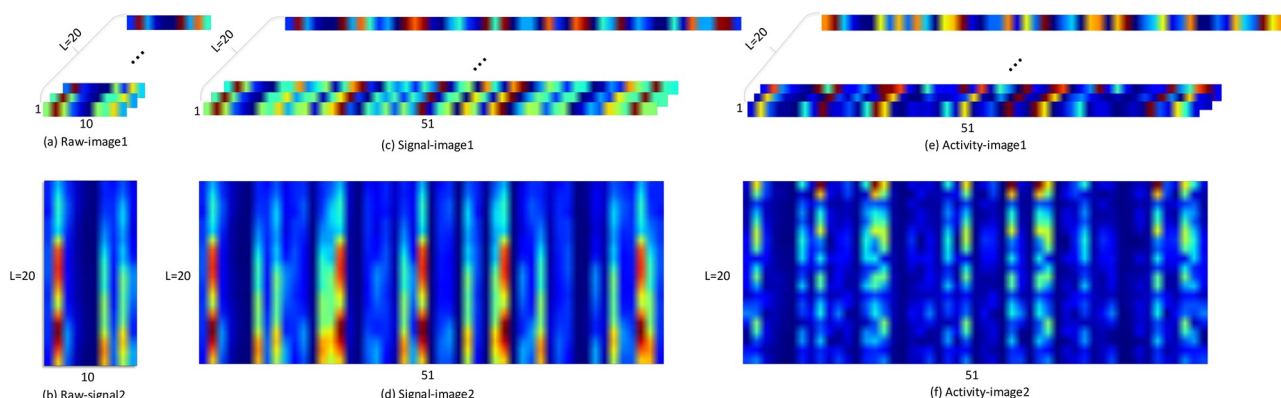 L=20
...
1
10
(a) Raw-image1
L=20
...
1
51
(c) Signal-image1
L=20
...
1
51
(e) Activity-image1
L=20
10
(b) Raw-signal2
L=20
51
(d) Signal-image2
L=20
51
(f) Activity-image2